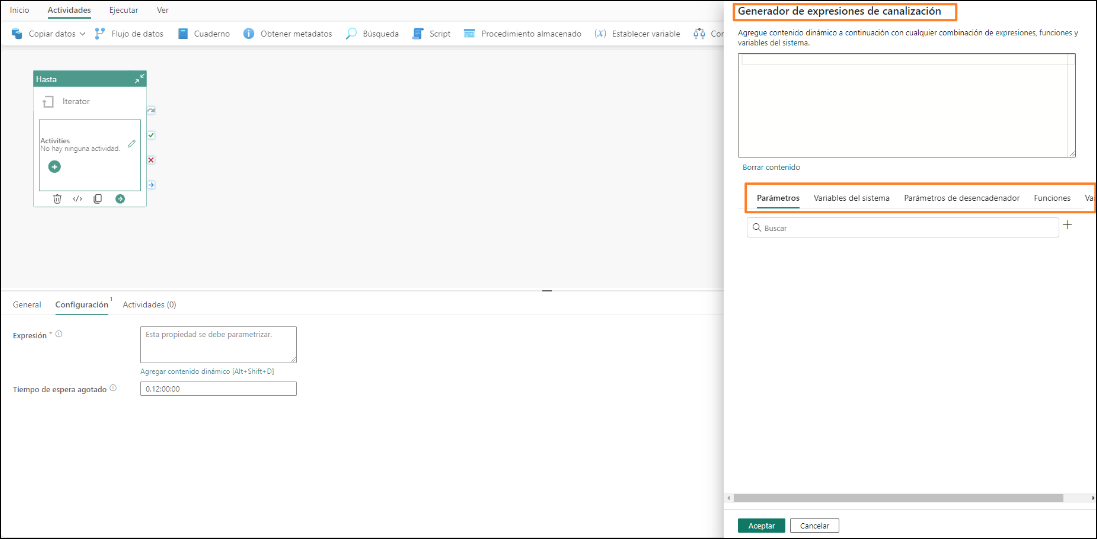 Inicio Actividades Ejecutar Ver
Copiar datos Flujo de datos Cuaderno Obtener metadatos Búsqueda Script Procedimiento almacenado (x) Establecer variable
Hasta
Iterator
Activities
No hay ninguna actividad.
General Configuración 1 Actividades (0)
Expresión * Esta propiedad se debe parametrizar.
Agregar contenido dinámico [Alt+Shift+D]
Tiempo de espera agotado 0.12:00:00
Generador de expresiones de canalización
Agregue contenido dinámico a continuación con cualquier combinación de expresiones, funciones y
variables del sistema.
Borrar contenido
Parámetros Variables del sistema Parámetros de desencadenador Funciones
Buscar
Aceptar Cancelar